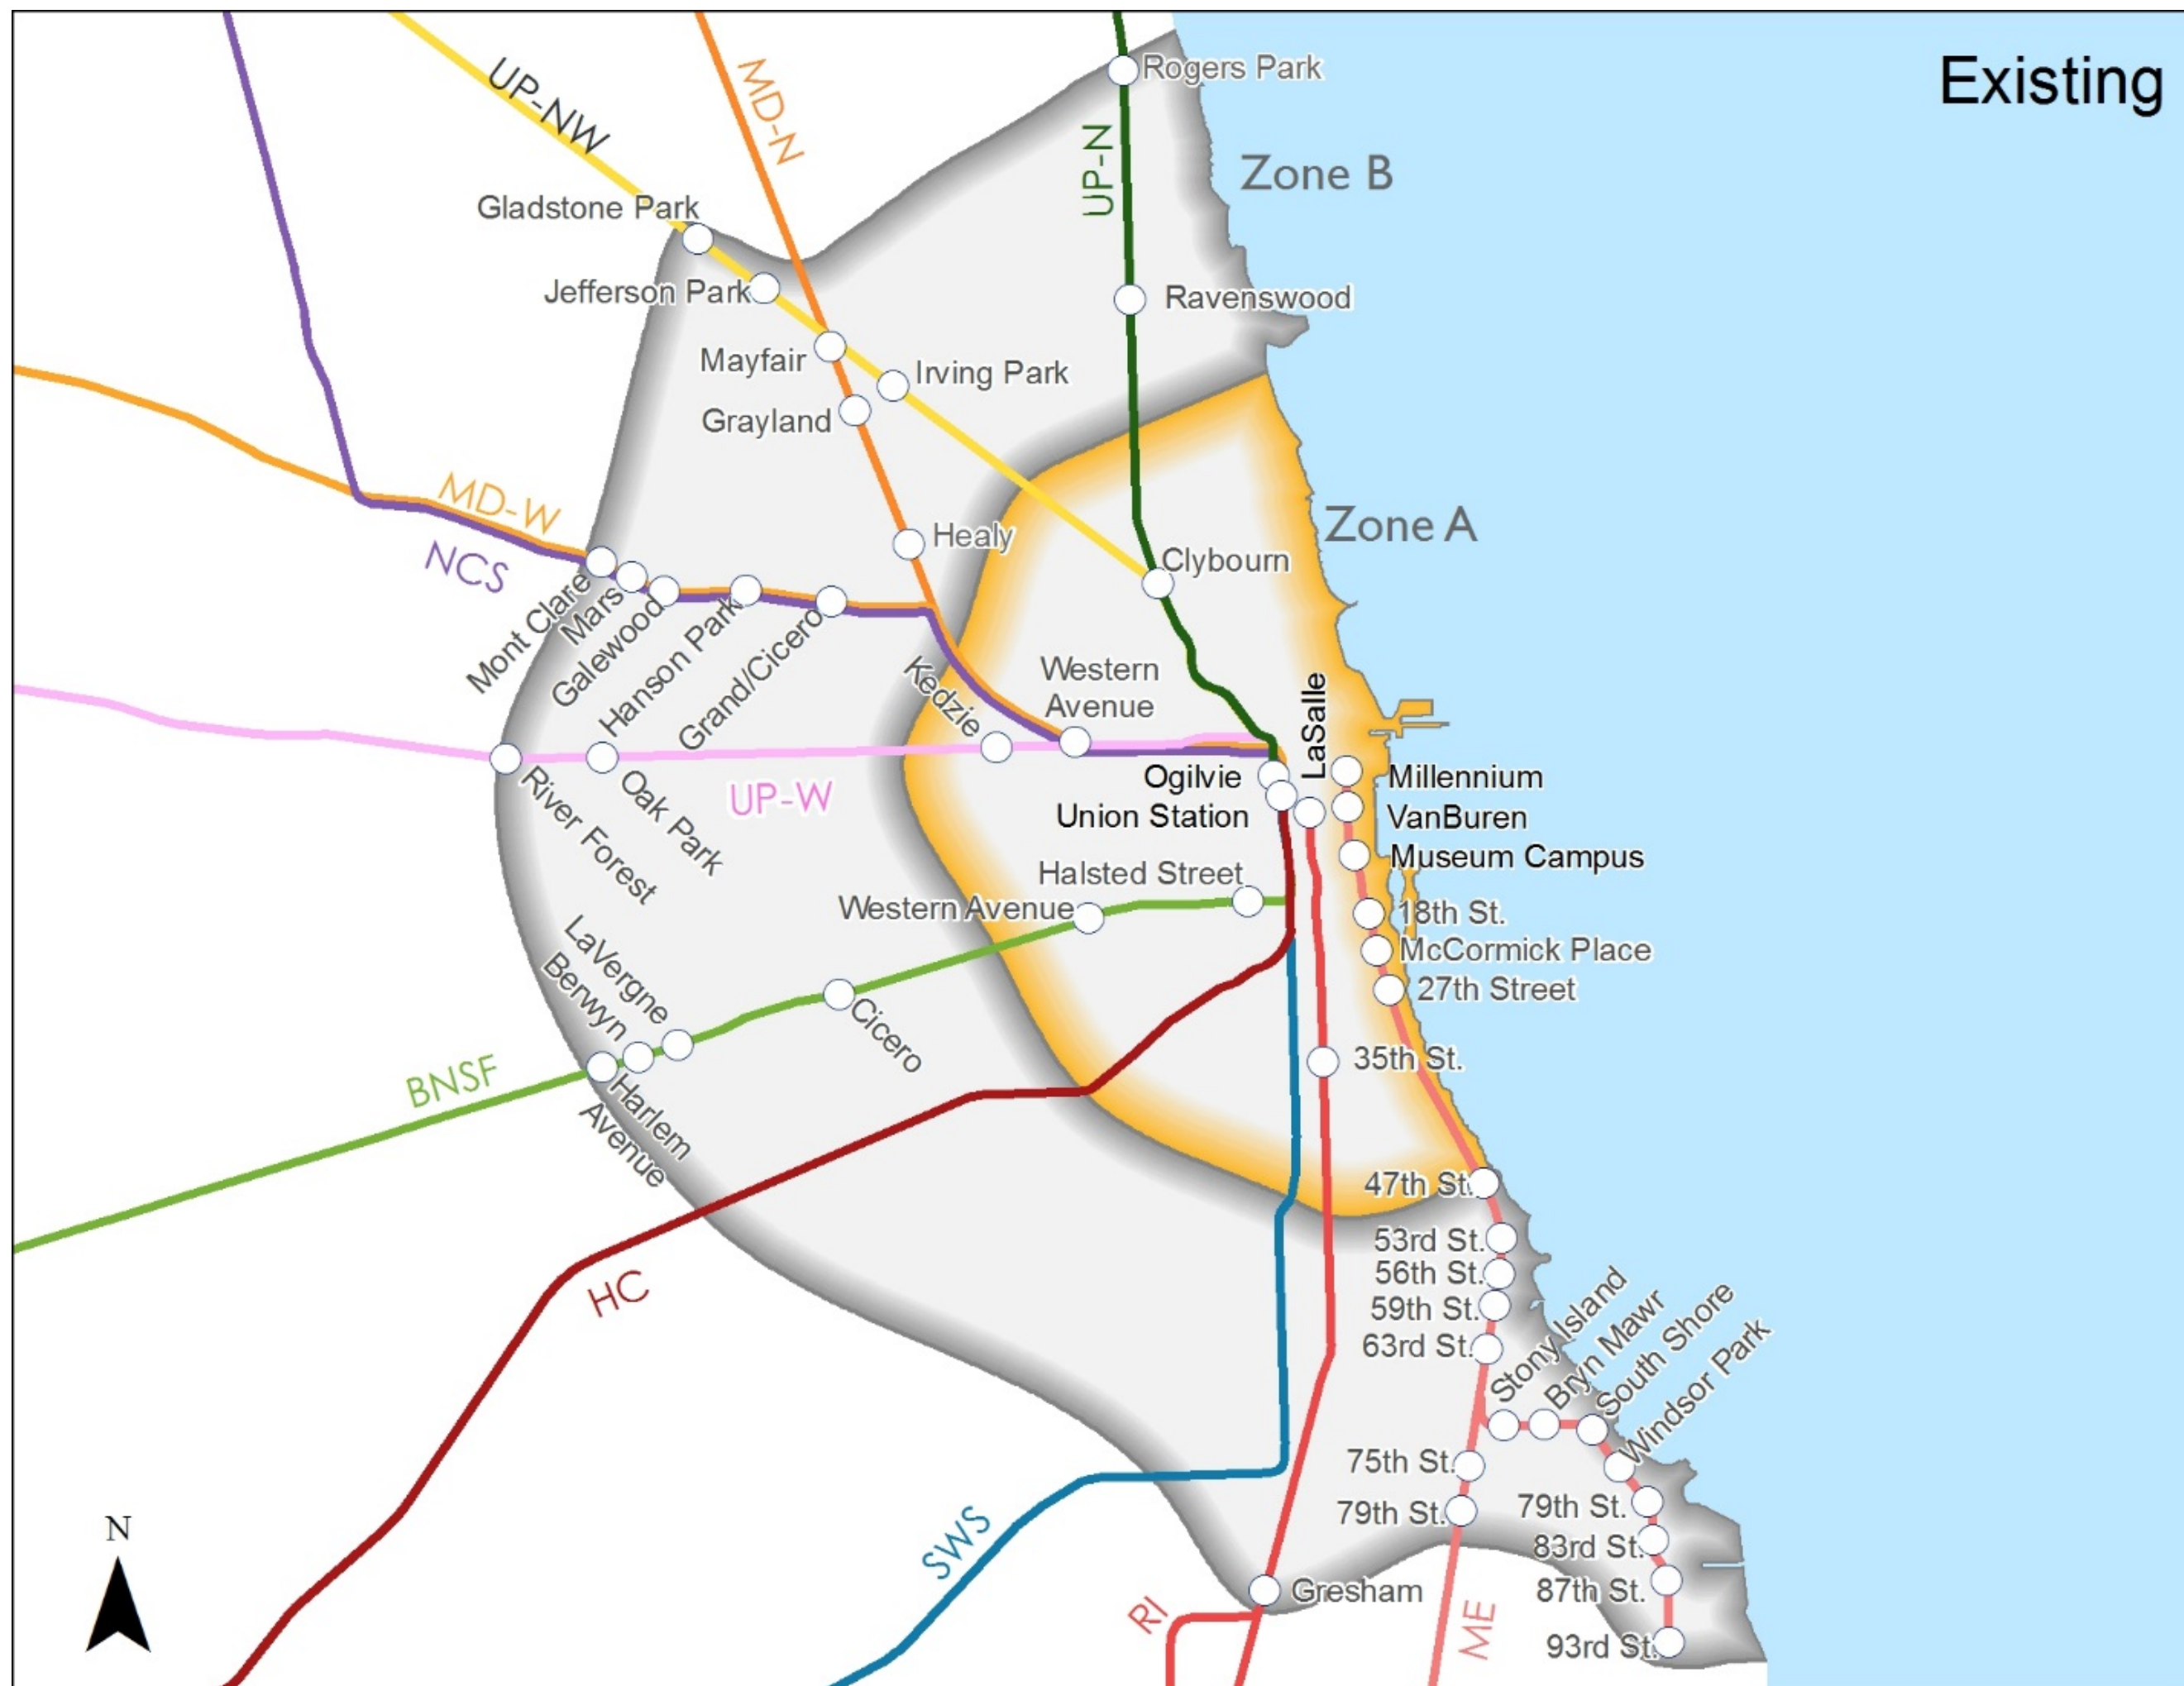 Existing
Rogers Park
UP-NW
MD-N
UP-N
Zone B
Gladstone Park
Jefferson Park
Ravenswood
Mayfair
Irving Park
Grayland
MD-W
NCS
Healy
Zone A
Clybourn
Mont Clare
Mars
Galewood
Hanson Park
Grand/Cicero
Kedzie
Western
Avenue
LaSalle
Ogilvie
Union Station
Millennium
VanBuren
Museum Campus
UP-W
River Forest
Oak Park
Halsted Street
Western Avenue
18th St.
McCormick Place
27th Street
LaVergne
Berwyn
Cicero
35th St.
BNSF
Harlem
Avenue
47th St.
53rd St.
56th St.
59th St.
63rd St.
HC
Stony Island
Bryn Mawr
South Shore
Windsor Park
75th St.
79th St.
79th St.
83rd St.
87th St.
93rd St.
SWS
Gresham
RI
ME
N